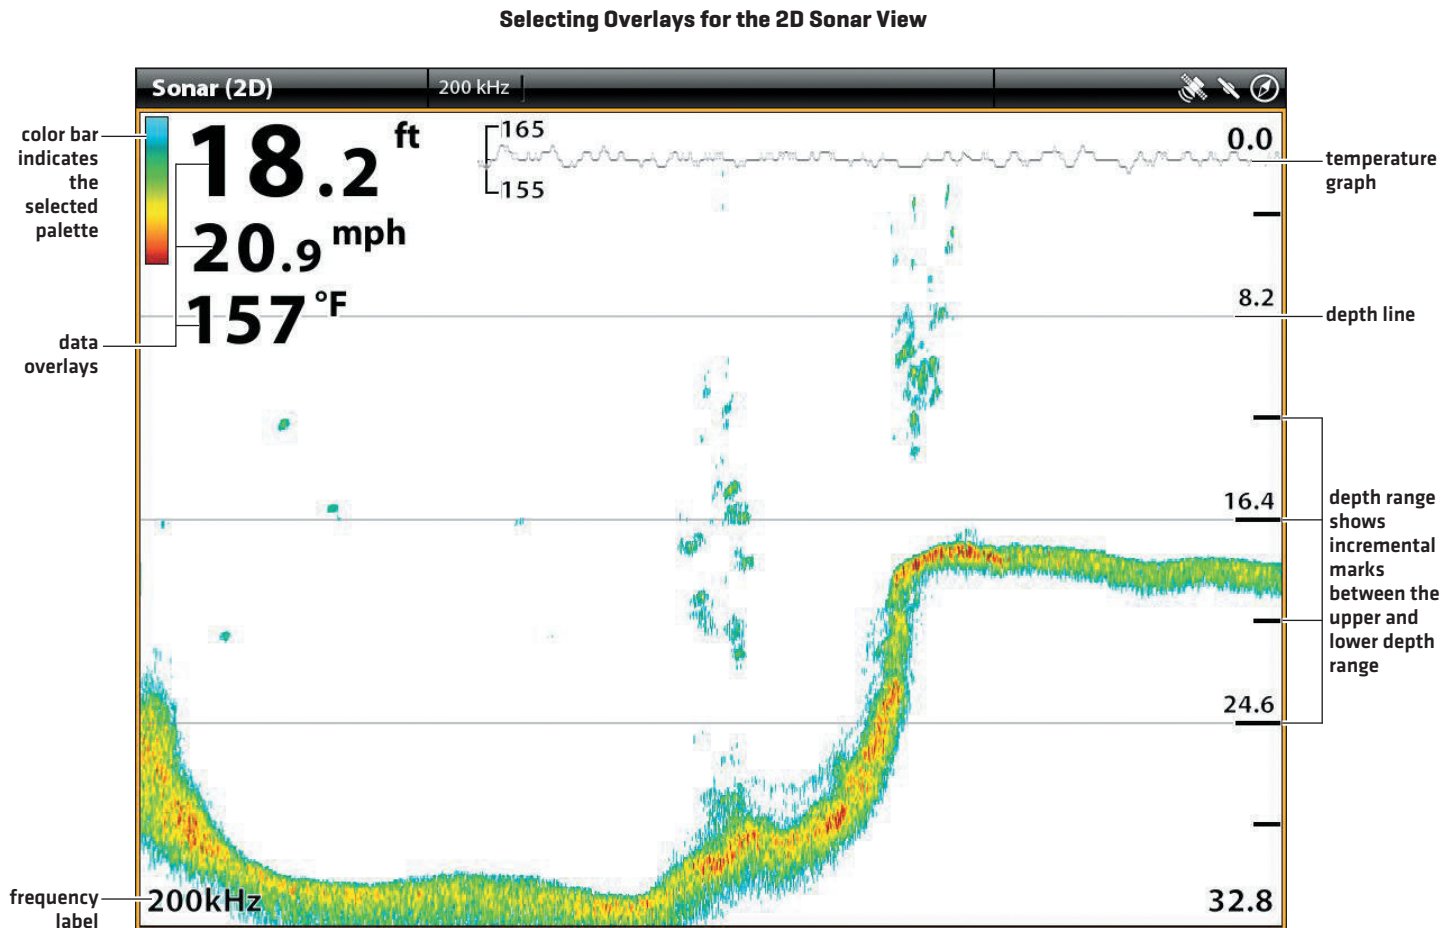 Selecting Overlays for the 2D Sonar View
Sonar (2D)
200 kHz
color bar
indicates
the
selected
palette
18.2 ft
20.9 mph
157 °F
165
155
0.0
temperature
graph
8.2
depth line
data
overlays
16.4
depth range
shows
incremental
marks
between the
upper and
lower depth
range
24.6
frequency
label
200kHz
32.8